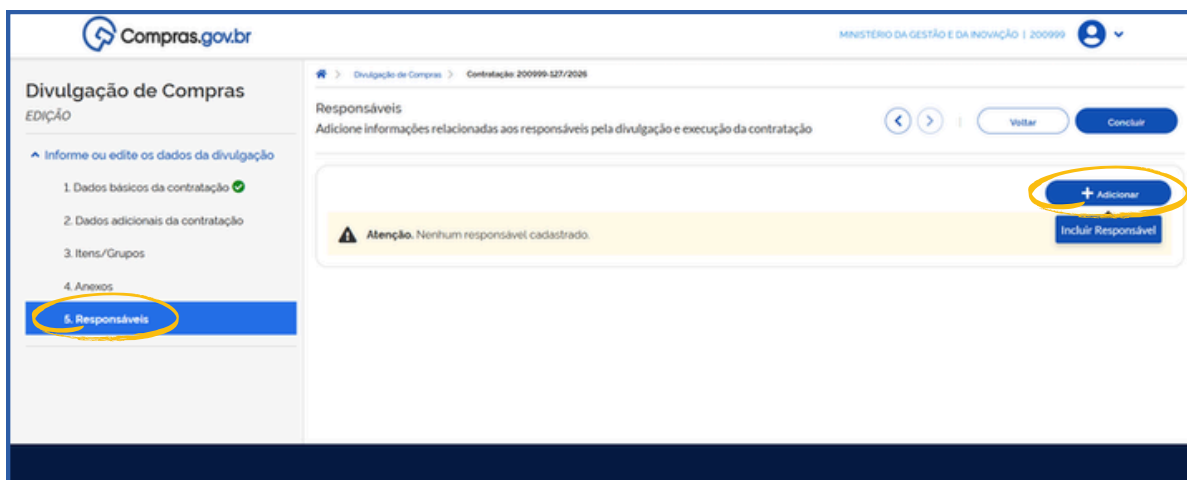 Compras.gov.br
MINISTÉRIO DA GESTÃO E DA INOVAÇÃO | 200999
Divulgação de Compras
EDIÇÃO
Informe ou edite os dados da divulgação
1. Dados básicos da contratação
2. Dados adicionais da contratação
3. Itens/Grupos
4. Anexos
5. Responsáveis
Divulgação de Compras > Contratação: 200999-127/2026
Responsáveis
Adicione informações relacionadas aos responsáveis pela divulgação e execução da contratação
Voltar
Concluir
+ Adicionar
Incluir Responsável
Atenção. Nenhum responsável cadastrado.